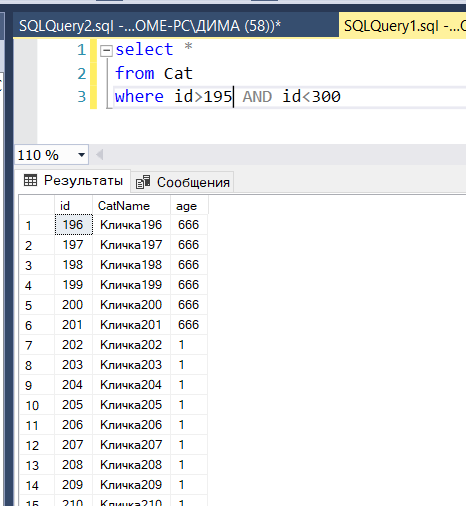 SQLQuery2.sql -...OME-PC\ДИМА (58))* SQLQuery1.sql -...O
1 select *
2 from Cat
3 where id>195 AND id<300
110 %
Результаты Сообщения
id CatName age
1 196 Кличка196 666
2 197 Кличка197 666
3 198 Кличка198 666
4 199 Кличка199 666
5 200 Кличка200 666
6 201 Кличка201 666
7 202 Кличка202 1
8 203 Кличка203 1
9 204 Кличка204 1
10 205 Кличка205 1
11 206 Кличка206 1
12 207 Кличка207 1
13 208 Кличка208 1
14 209 Кличка209 1
15 210 Кличка210 1